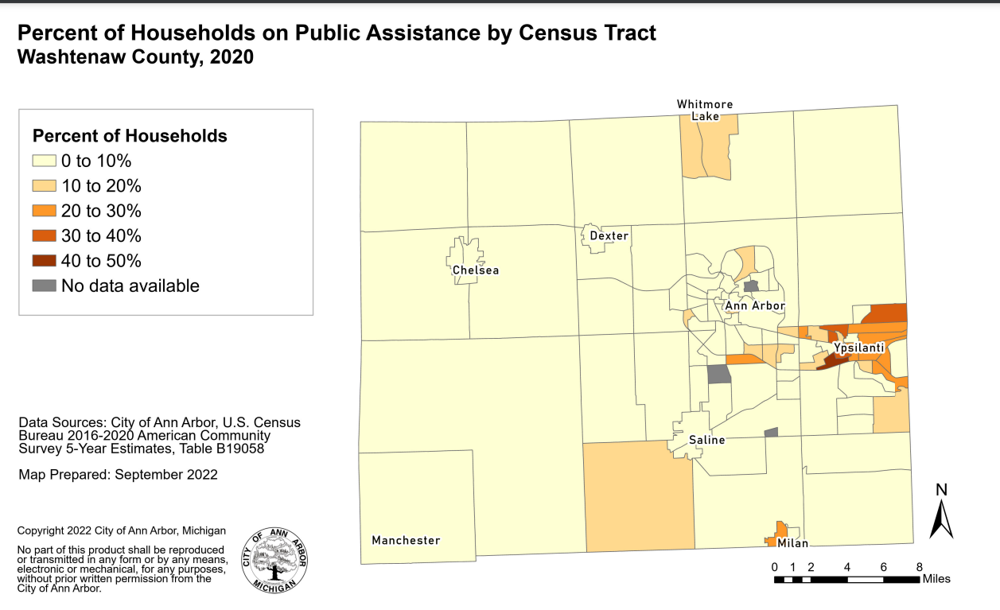 Percent of Households on Public Assistance by Census Tract
Washtenaw County, 2020
Percent of Households
0 to 10%
10 to 20%
20 to 30%
30 to 40%
40 to 50%
No data available
Whitmore
Lake
Dexter
Chelsea
Ann Arbor
Ypsilanti
Saline
Manchester
Milan
Data Sources: City of Ann Arbor, U.S. Census
Bureau 2016-2020 American Community
Survey 5-Year Estimates, Table B19058
Map Prepared: September 2022
Copyright 2022 City of Ann Arbor, Michigan
No part of this product shall be reproduced
or transmitted in any form or by any means,
electronic or mechanical, for any purposes,
without prior written permission from the
City of Ann Arbor.
CITY OF ANN ARBOR
MICHIGAN
N
0 1 2 4 6 8
Miles